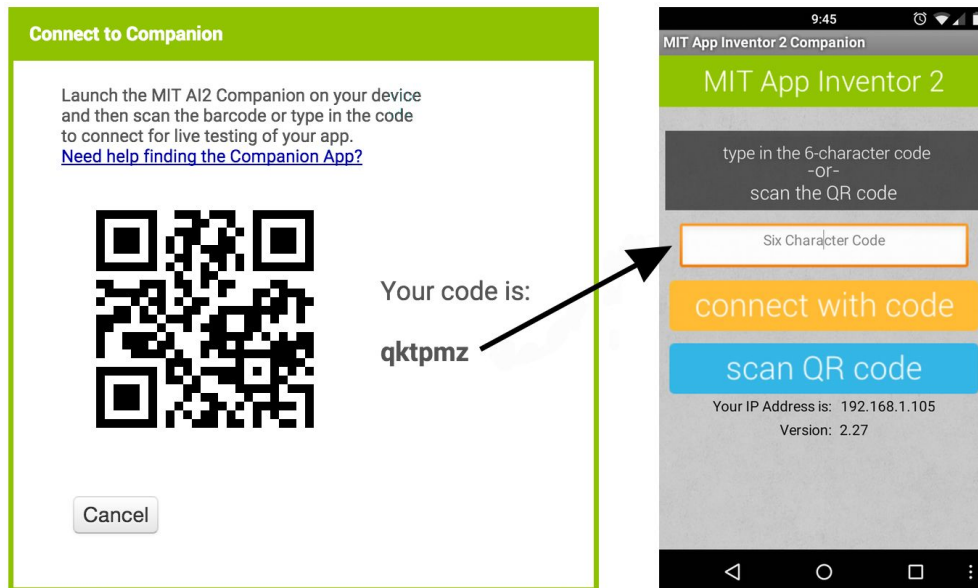 Connect to Companion
Launch the MIT AI2 Companion on your device
and then scan the barcode or type in the code
to connect for live testing of your app.
Need help finding the Companion App?
Your code is:
qktpmz
Cancel
9:45
MIT App Inventor 2 Companion
MIT App Inventor 2
type in the 6-character code
-or-
scan the QR code
Six Character Code
connect with code
scan QR code
Your IP Address is: 192.168.1.105
Version: 2.27